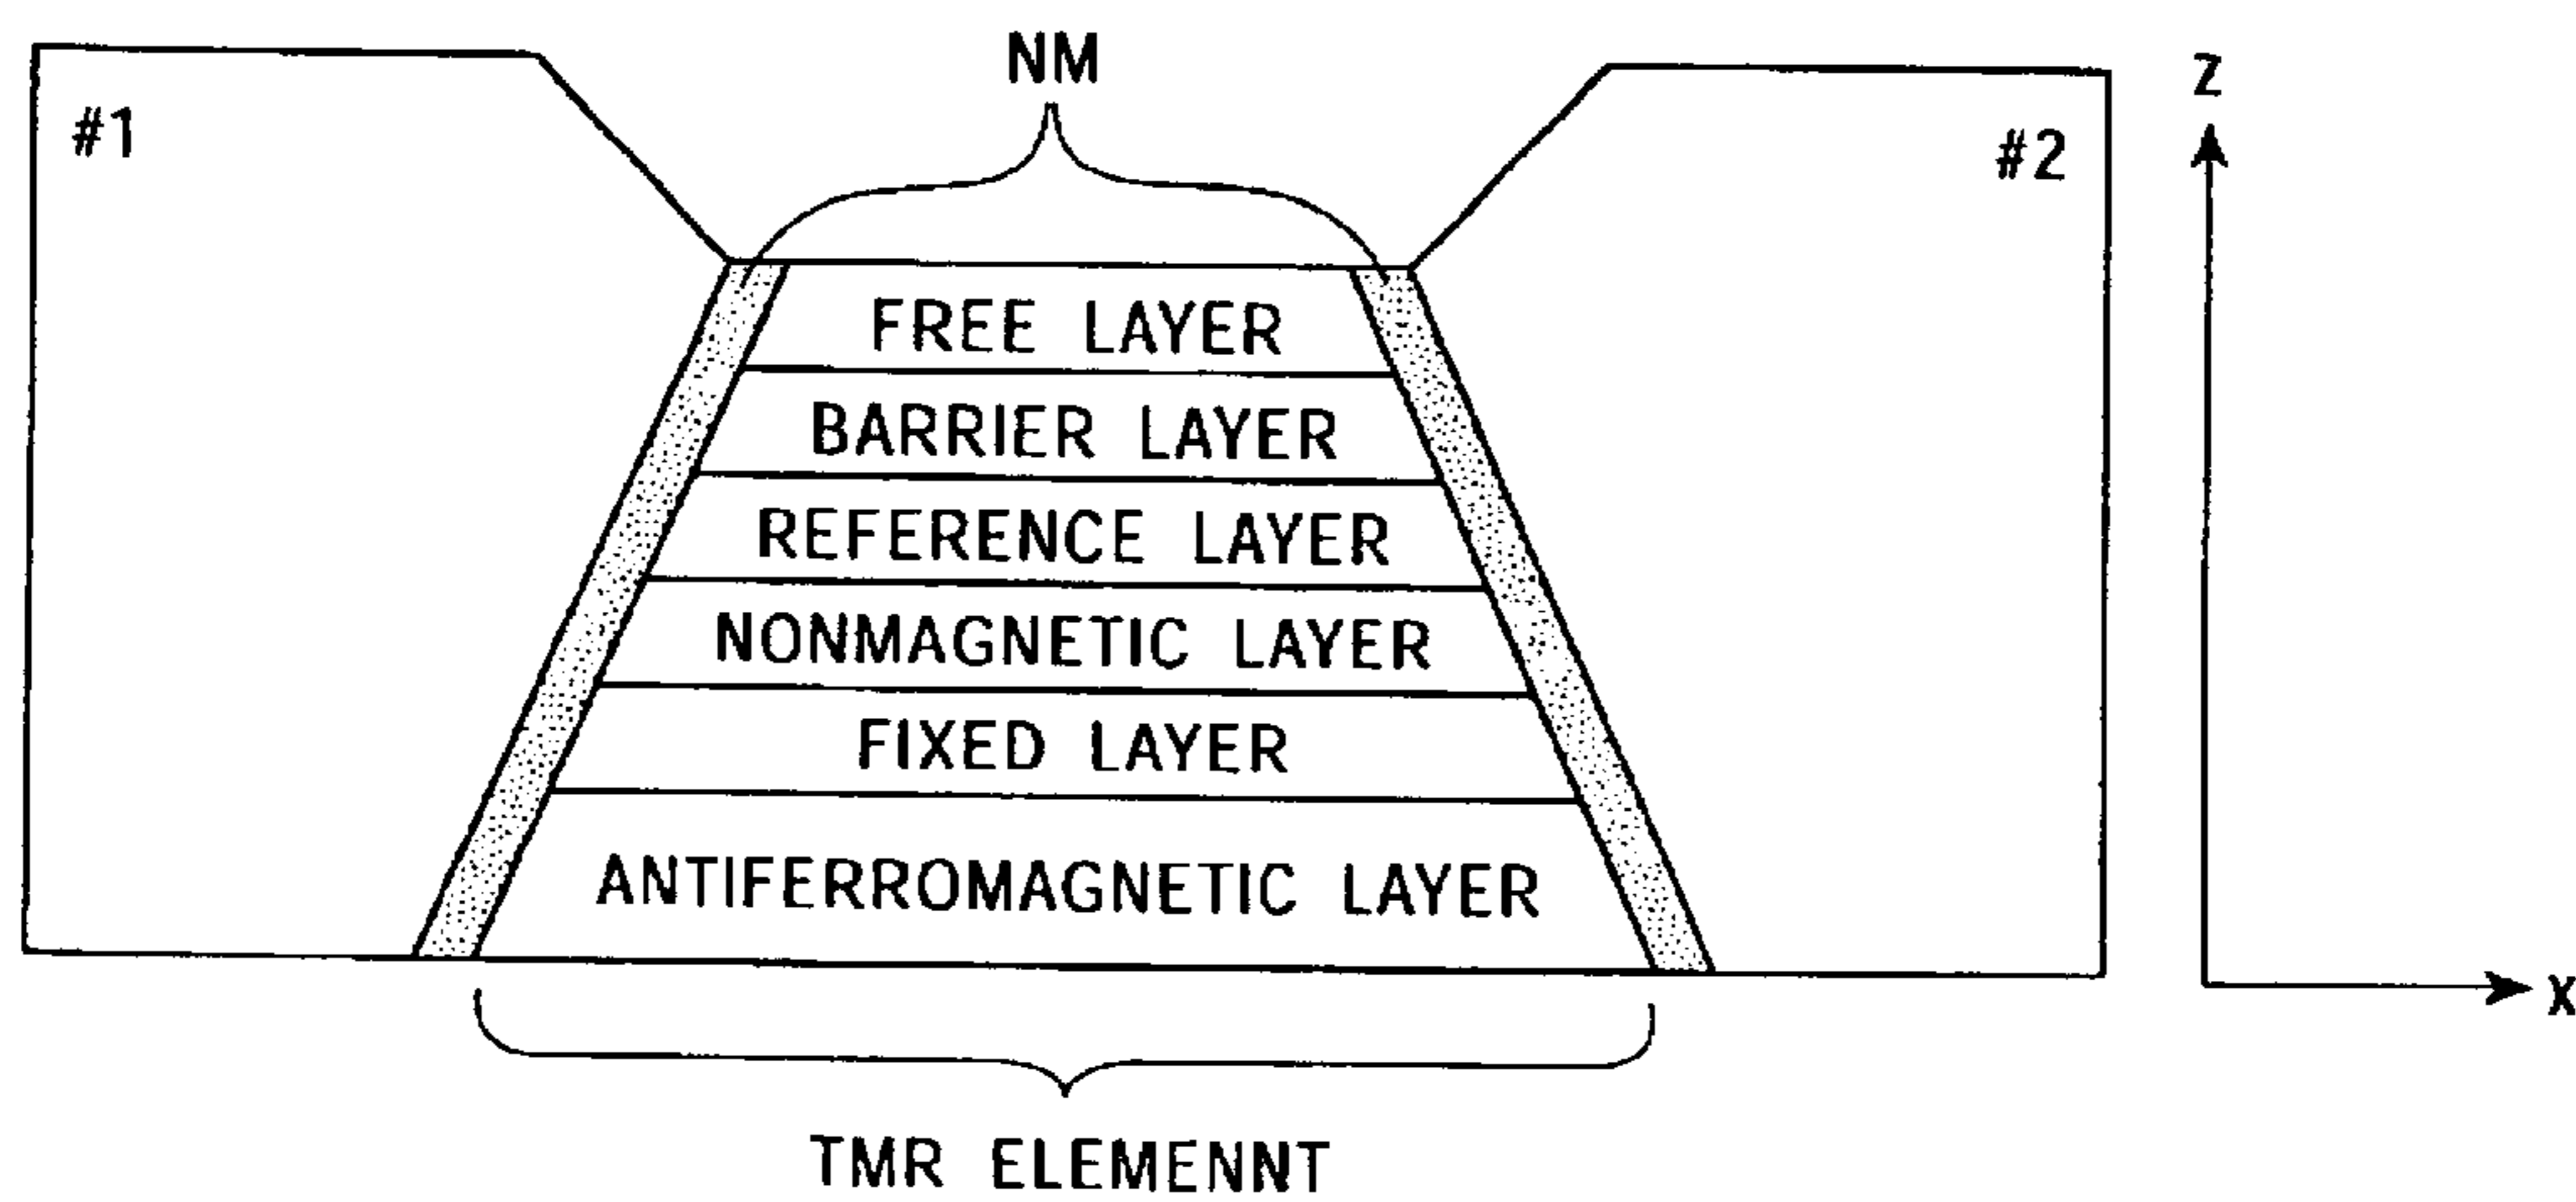 NM
Z
#1
#2
FREE LAYER
BARRIER LAYER
REFERENCE LAYER
NONMAGNETIC LAYER
FIXED LAYER
ANTIFERROMAGNETIC LAYER
X
TMR ELEMENNT